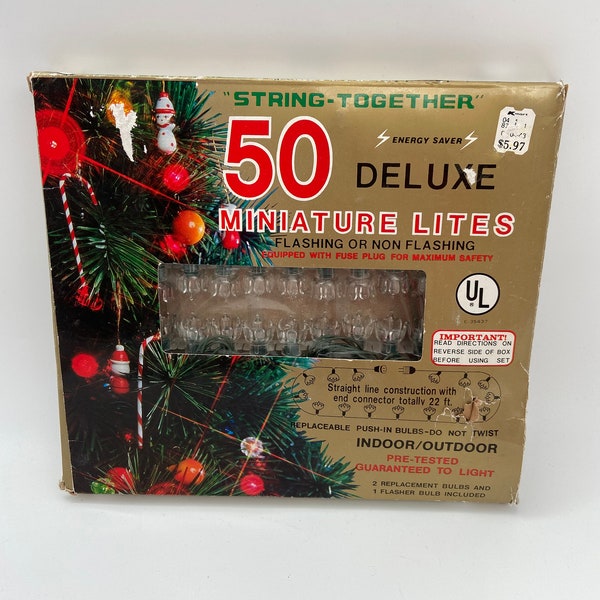 "STRING-TOGETHER"
Kmart
$5.97
ENERGY SAVER
50 DELUXE
MINIATURE LITES
FLASHING OR NON FLASHING
EQUIPPED WITH FUSE PLUG FOR MAXIMUM SAFETY
UL
IMPORTANT!
READ DIRECTIONS ON
REVERSE SIDE OF BOX
BEFORE USING SET
Straight line construction with
end connector totally 22 ft.
REPLACEABLE PUSH-IN BULBS-DO NOT TWIST
INDOOR/OUTDOOR
PRE-TESTED
GUARANTEED TO LIGHT
2 REPLACEMENT BULBS AND
1 FLASHER BULB INCLUDED